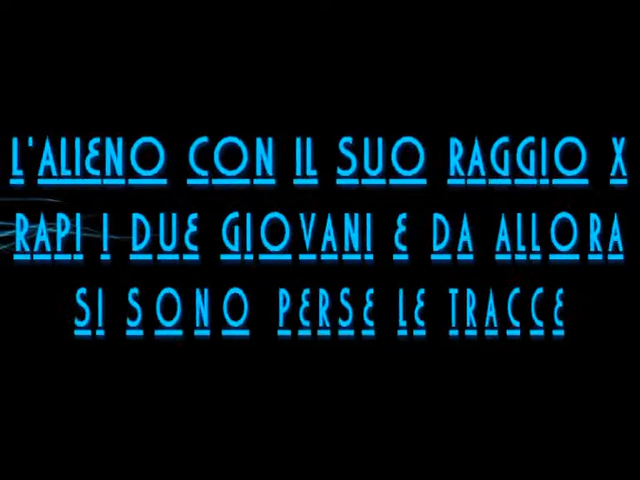 L'ALIENO CON IL SUO RAGGIO X
RAPI I DUE GIOVANI E DA ALLORA
SI SONO PERSE LE TRACCE